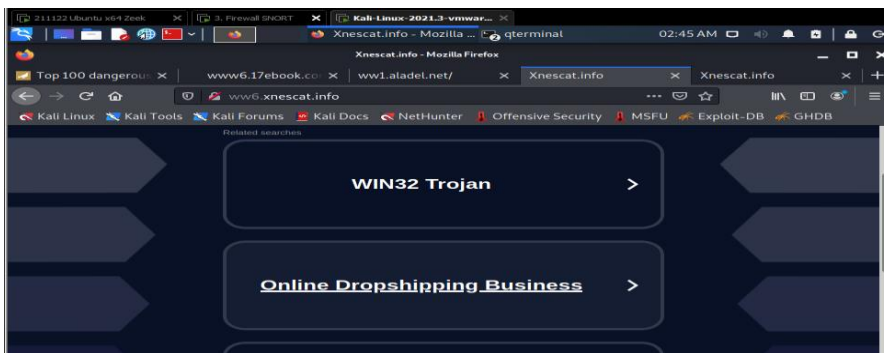 211122 Ubuntu x64 Zeek
3. Firewall SNORT
Kali-Linux-2021.3-vmwar...
Xnescat.info - Mozilla ...
qterminal
02:45 AM
Xnescat.info - Mozilla Firefox
Top 100 dangerous
www6.17ebook.co
ww1.aladel.net/
Xnescat.info
Xnescat.info
ww6.xnescat.info
Kali Linux
Kali Tools
Kali Forums
Kali Docs
NetHunter
Offensive Security
MSFU
Exploit-DB
GHDB
Related searches
WIN32 Trojan
Online Dropshipping Business